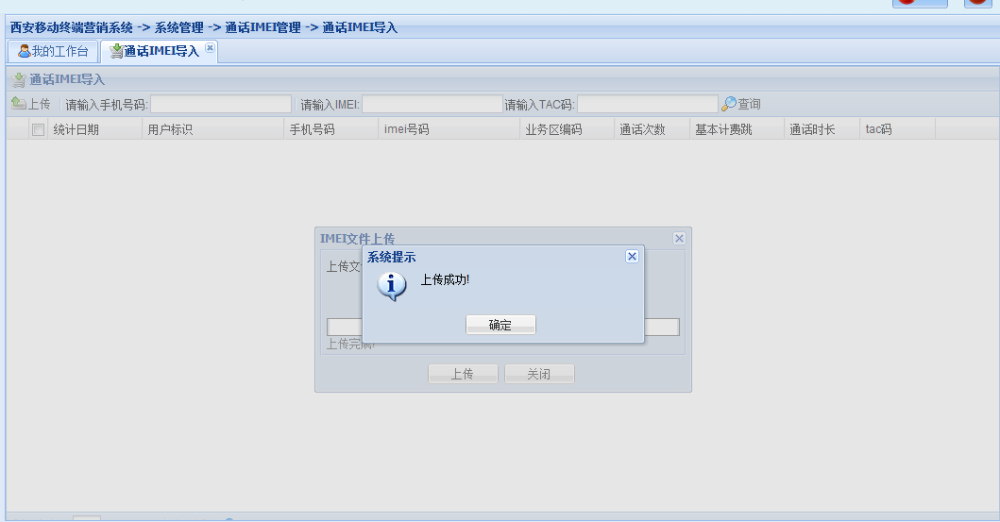 西安移动终端营销系统 -> 系统管理 -> 通话IMEI管理 -> 通话IMEI导入
我的工作台 通话IMEI导入
通话IMEI导入
上传 请输入手机号码: 请输入IMEI: 请输入TAC码: 查询
统计日期 用户标识 手机号码 imei号码 业务区编码 通话次数 基本计费跳 通话时长 tac码
IMEI文件上传
系统提示
上传文
上传成功!
确定
上传完成!
上传 关闭